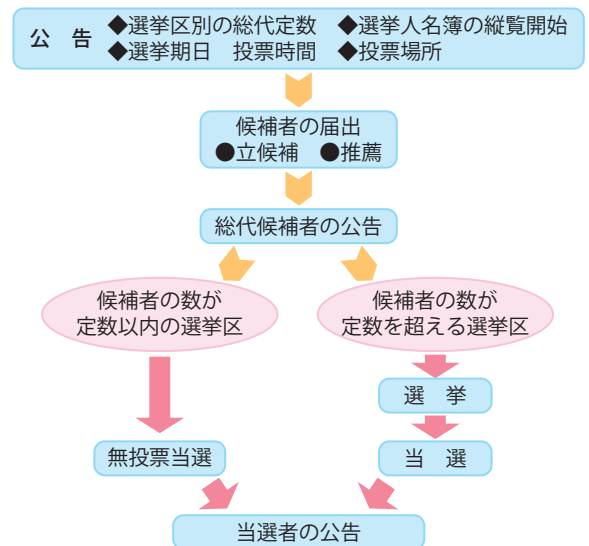 公　告　◆選挙区別の総代定数　◆選挙人名簿の縦覧開始
◆選挙期日　投票時間　◆投票場所
候補者の届出
●立候補　●推薦
総代候補者の公告
候補者の数が
定数以内の選挙区
候補者の数が
定数を超える選挙区
選　挙
無投票当選
当　選
当選者の公告